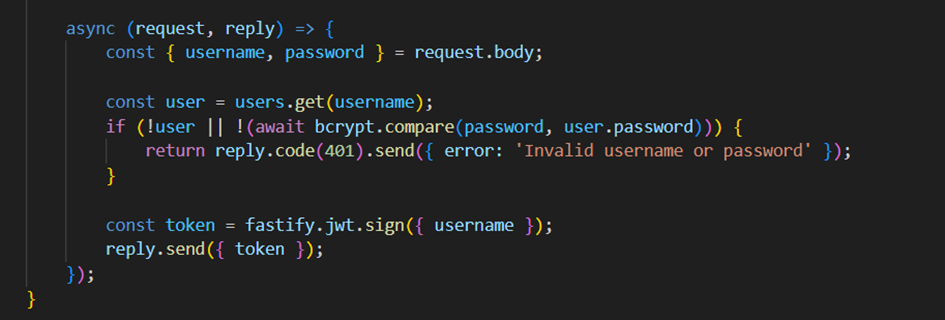 async (request, reply) => {
const { username, password } = request.body;
const user = users.get(username);
if (!user || !(await bcrypt.compare(password, user.password))) {
return reply.code(401).send({ error: 'Invalid username or password' });
}
const token = fastify.jwt.sign({ username });
reply.send({ token });
});
}